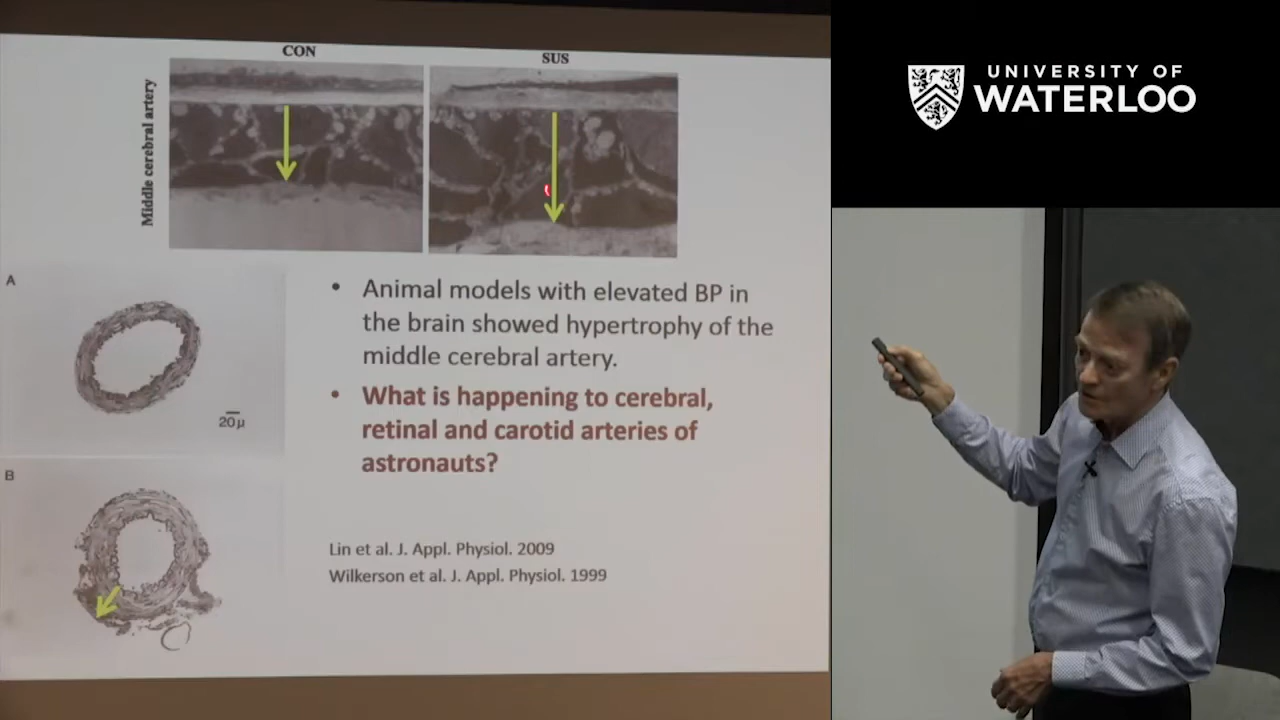 CON
SUS
Middle cerebral artery
A
20μ
B
• Animal models with elevated BP in
the brain showed hypertrophy of the
middle cerebral artery.
• What is happening to cerebral,
retinal and carotid arteries of
astronauts?
Lin et al. J. Appl. Physiol. 2009
Wilkerson et al. J. Appl. Physiol. 1999
UNIVERSITY OF
WATERLOO